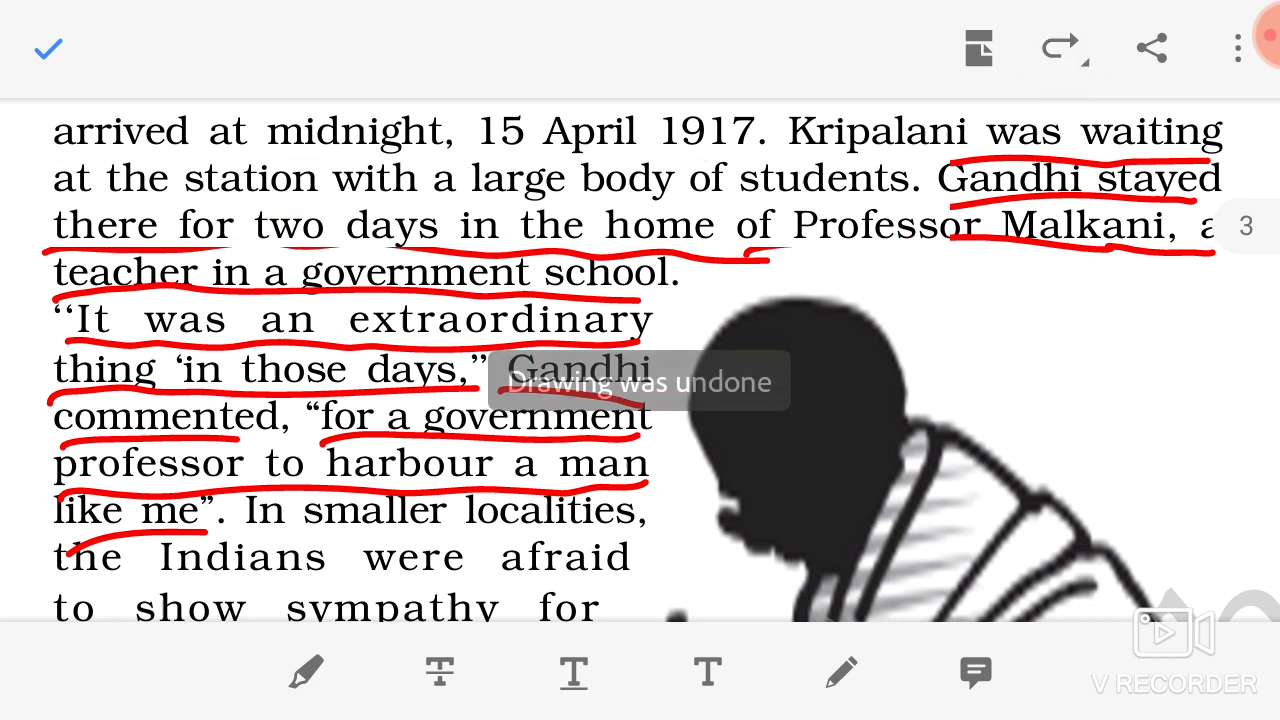 arrived at midnight, 15 April 1917. Kripalani was waiting
at the station with a large body of students. Gandhi stayed
there for two days in the home of Professor Malkani, a
3
teacher in a government school.
‘‘It was an extraordinary
thing ‘in those days,’’ Gandhi
Drawing was undone
commented, “for a government
professor to harbour a man
like me”. In smaller localities,
the Indians were afraid
to show sympathy for
V RECORDER